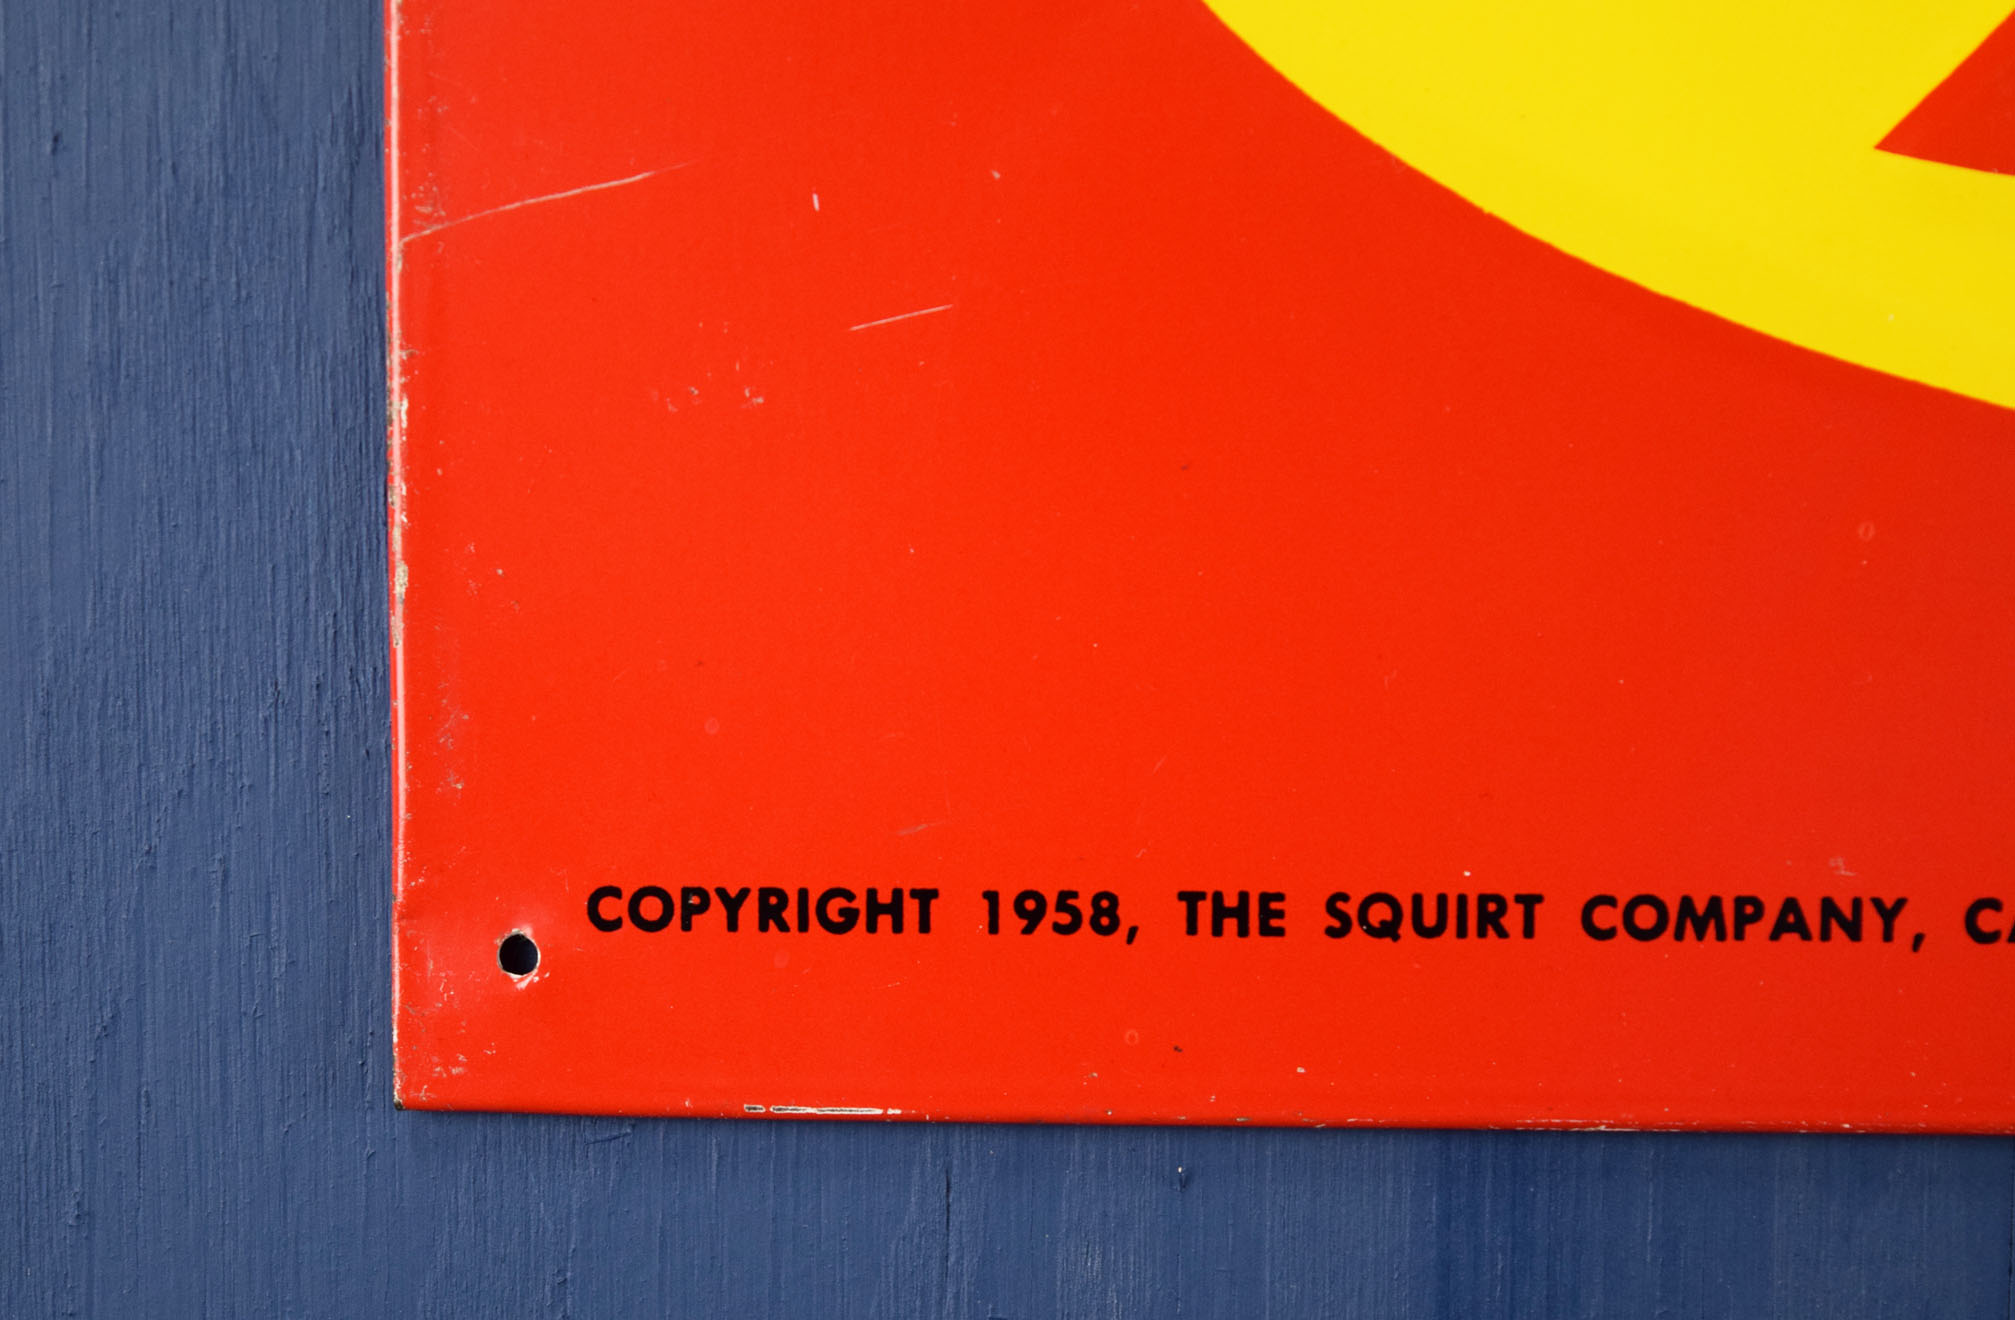 COPYRIGHT 1958, THE SQUIRT COMPANY,